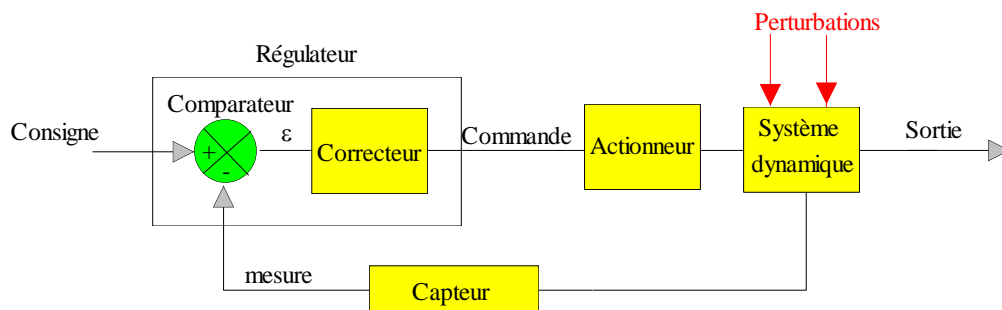 Perturbations
Régulateur
Comparateur
Consigne
+
-
ε
Correcteur
Commande
Actionneur
Système
dynamique
Sortie
mesure
Capteur